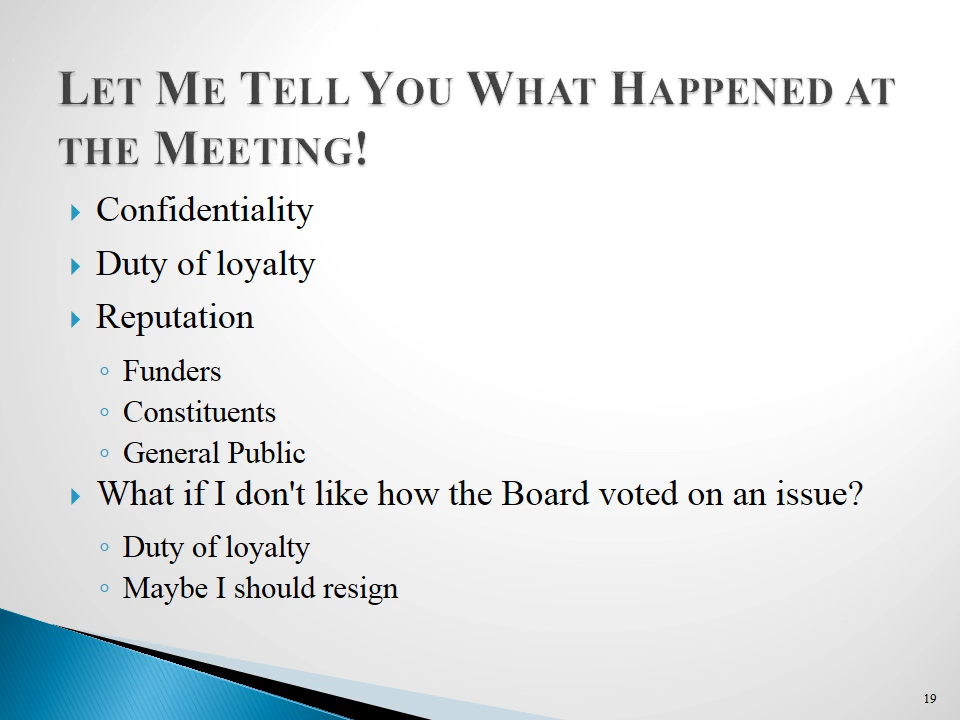 Let Me Tell You What Happened at
the Meeting!
Confidentiality
Duty of loyalty
Reputation
Funders
Constituents
General Public
What if I don't like how the Board voted on an issue?
Duty of loyalty
Maybe I should resign
19